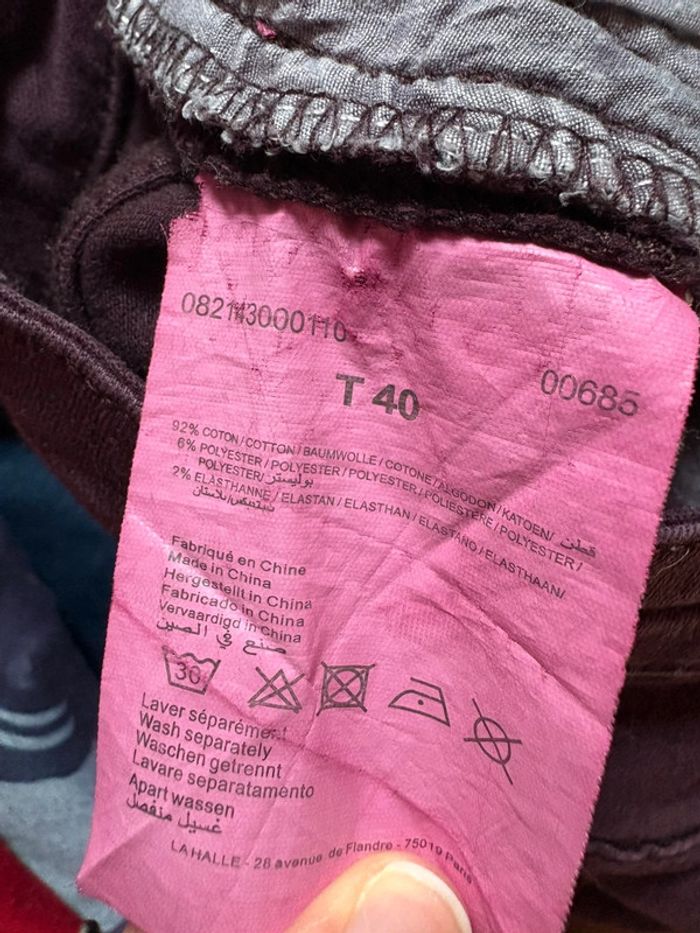 082143000110
00685
T 40
92% COTON / COTTON / BAUMWOLLE / COTONE / ALGODON / KATOEN / قطن
6% POLYESTER / POLYESTER / POLYESTER / POLIESTERE / POLYESTER /
POLYESTER / بوليستر
2% ELASTHANNE / ELASTAN / ELASTHAN / ELASTANO / ELASTHAAN /
Fabriqué en Chine
Made in China
Hergestellt in China
Fabricado in China
Vervaardigd in China
صنع في الصين
30
Laver séparément
Wash separately
Waschen getrennt
Lavare separatamento
Apart wassen
غسيل منفصل
LA HALLE - 28 avenue de Flandre - 75019 Paris